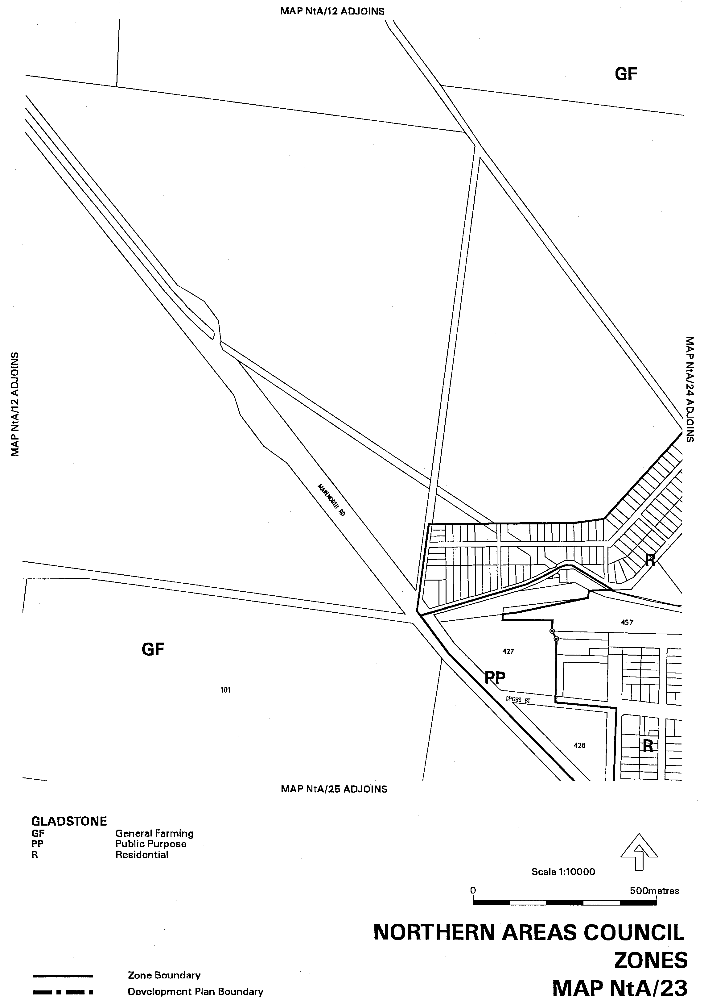 MAP NtA/12 ADJOINS
GF
MAP NtA/12 ADJOINS
MAP NtA/24 ADJOINS
MAIN NORTH RD
R
457
GF
427
PP
101
CROSS ST
428
R
MAP NtA/25 ADJOINS
GLADSTONE
GF General Farming
PP Public Purpose
R Residential
Scale 1:10000
0 500metres
NORTHERN AREAS COUNCIL
ZONES
MAP NtA/23
Zone Boundary
Development Plan Boundary